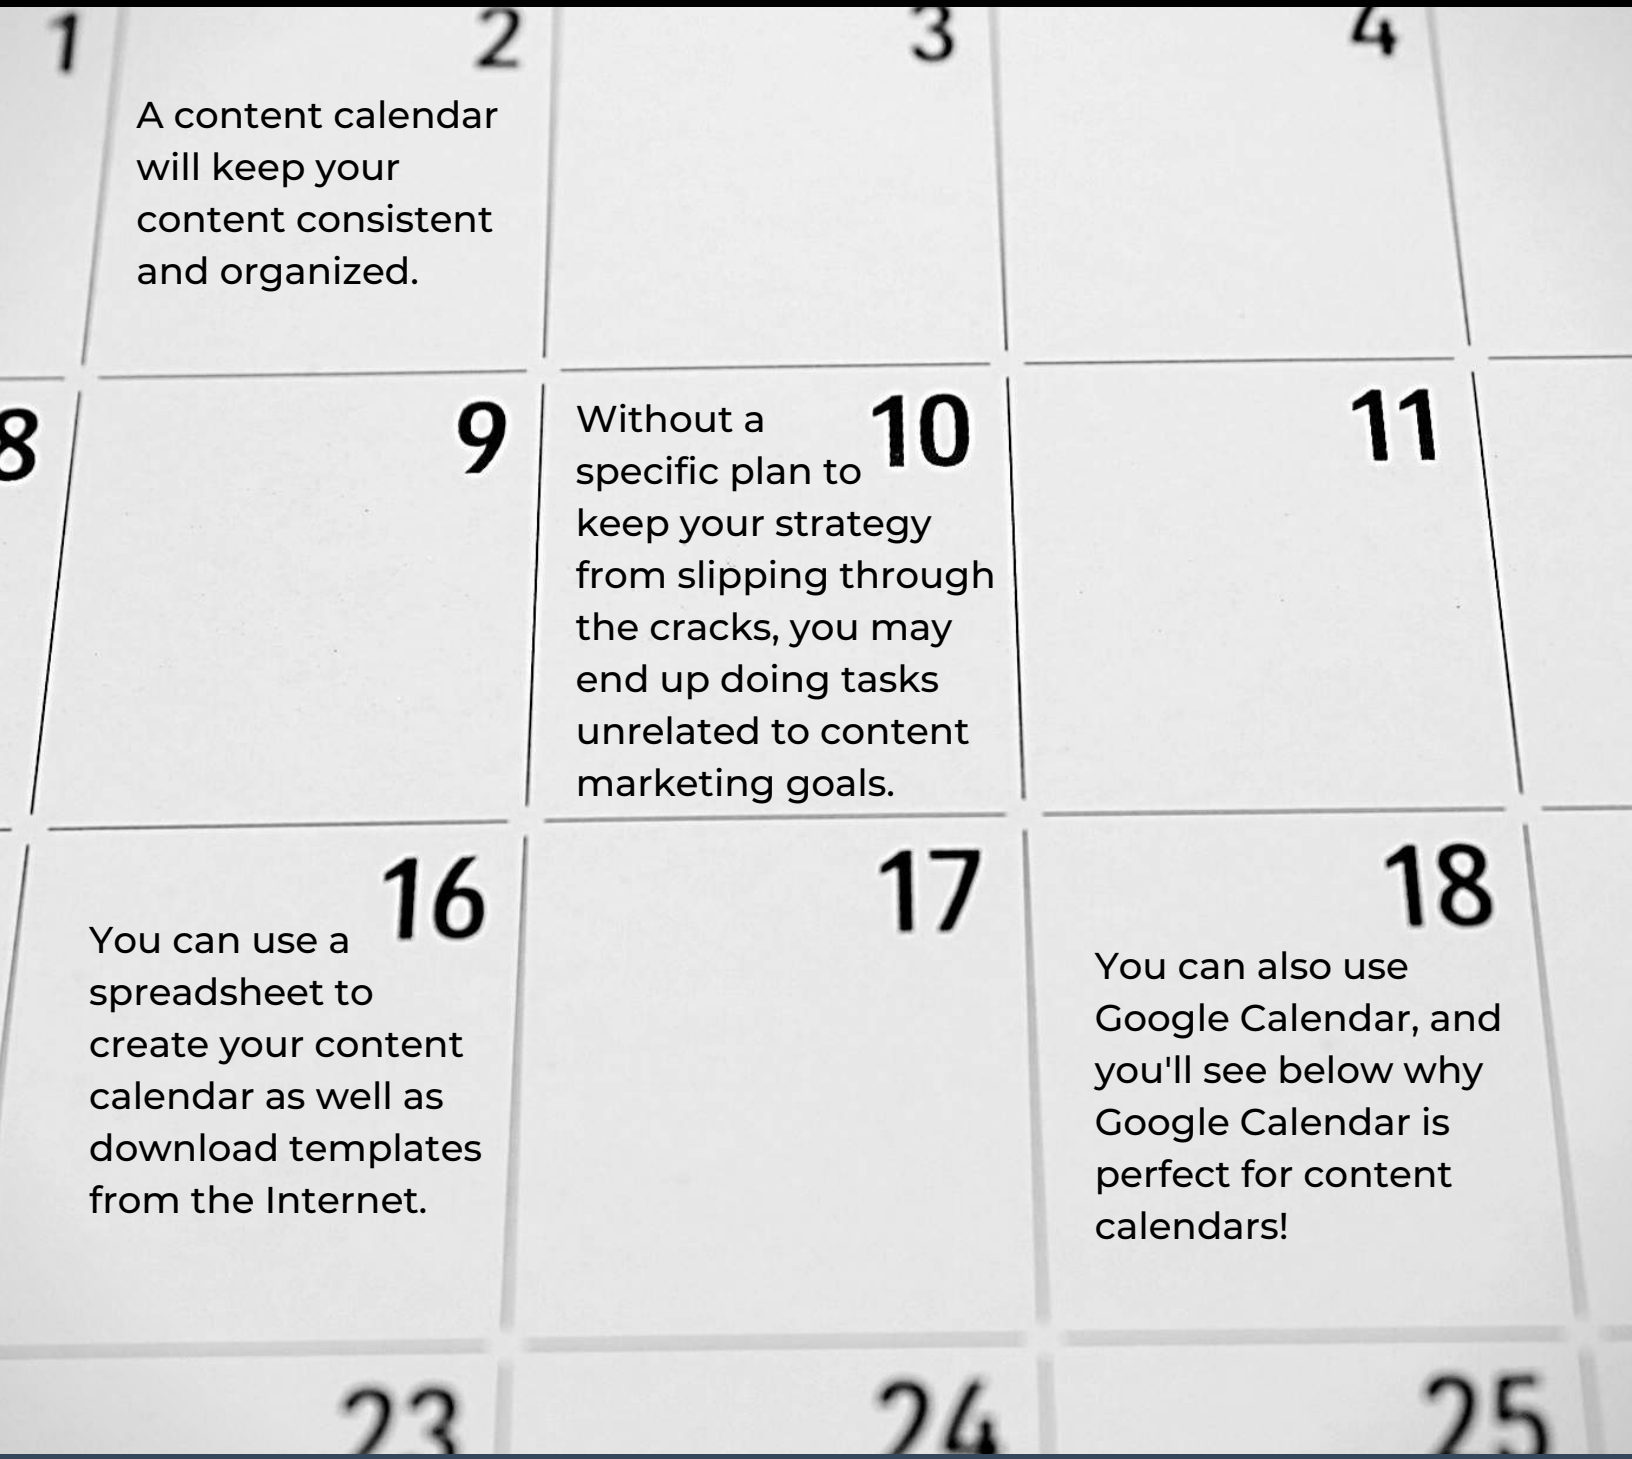 1
2
3
4
A content calendar
will keep your
content consistent
and organized.
8
9
10
11
Without a
specific plan to
keep your strategy
from slipping through
the cracks, you may
end up doing tasks
unrelated to content
marketing goals.
16
17
18
You can use a
spreadsheet to
create your content
calendar as well as
download templates
from the Internet.
You can also use
Google Calendar, and
you'll see below why
Google Calendar is
perfect for content
calendars!
23
24
25